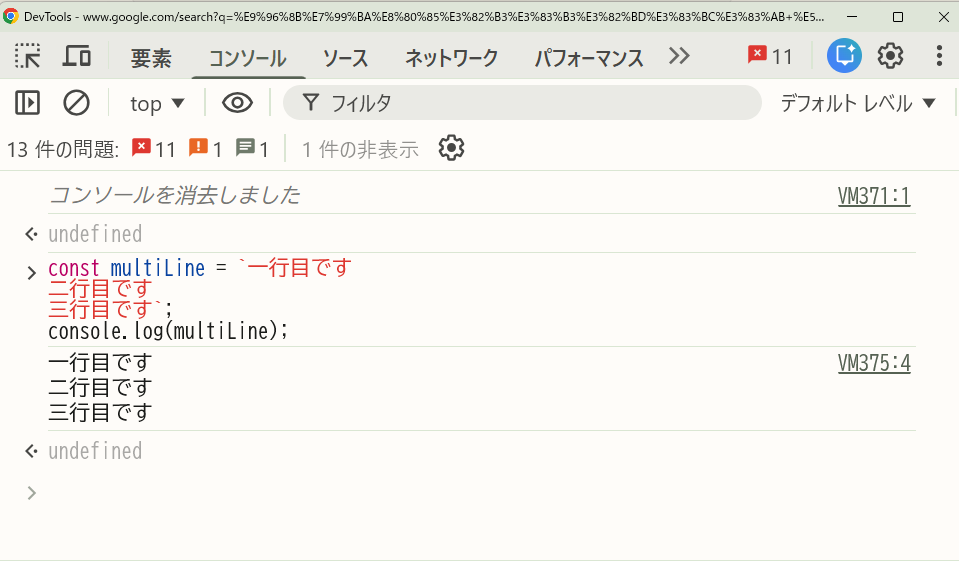 DevTools - www.google.com/search?q=%E9%96%8B%E7%99%BA%E8%80%85%E3%82%B3%E3%83%B3%E3%82%BD%E3%83%BC%E3%83%AB+%E5...
要素 コンソール ソース ネットワーク パフォーマンス 11
top フィルタ デフォルト レベル
13 件の問題: 11 1 1 1 件の非表示
コンソールを消去しました VM371:1
undefined
const multiLine = `一行目です
二行目です
三行目です`;
console.log(multiLine);
一行目です VM375:4
二行目です
三行目です
undefined